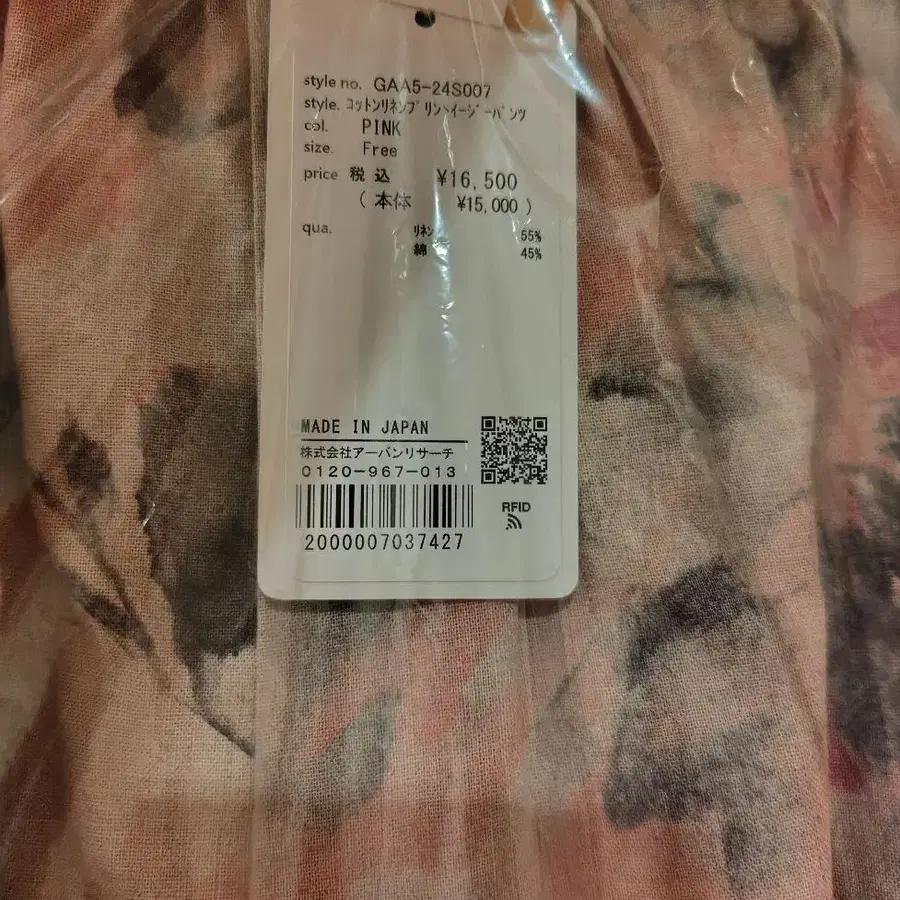 style no. GAA5-24S007
style. ｺｯﾄﾝﾘﾈﾝﾌﾟﾘﾝﾄｲｰｼﾞｰﾊﾟﾝﾂ
col. PINK
size. Free
price 税込 ¥16,500
(本体 ¥15,000)
qua. ﾘﾈﾝ 55%
綿 45%
MADE IN JAPAN
株式会社アーバンリサーチ
0120-967-013
RFID
2000007037427